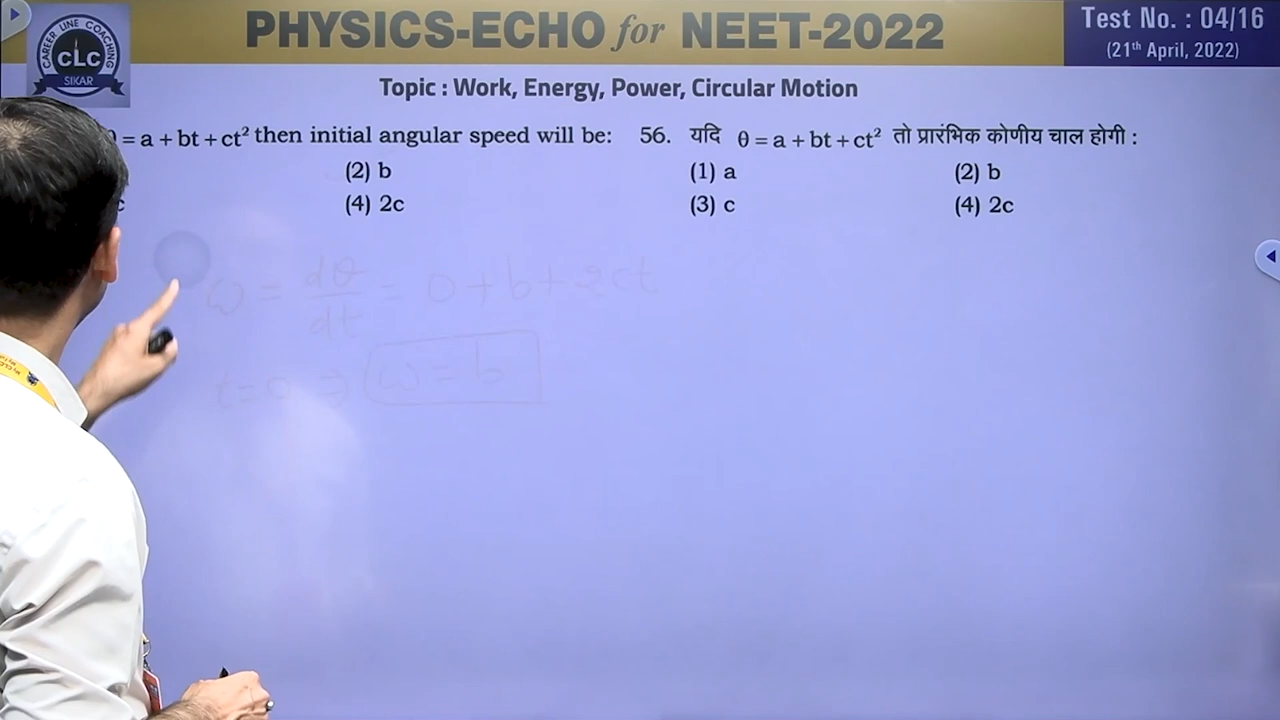 PHYSICS-ECHO for NEET-2022
Test No. : 04/16
(21th April, 2022)
CAREER LINE COACHING
CLC
SIKAR
Topic : Work, Energy, Power, Circular Motion
θ = a + bt + ct² then initial angular speed will be:
(2) b
c
(4) 2c
56. यदि θ = a + bt + ct² तो प्रारंभिक कोणीय चाल होगी :
(1) a (2) b
(3) c (4) 2c
ω = dθ/dt = 0 + b + 2ct
t = 0 ⇒ ω = b